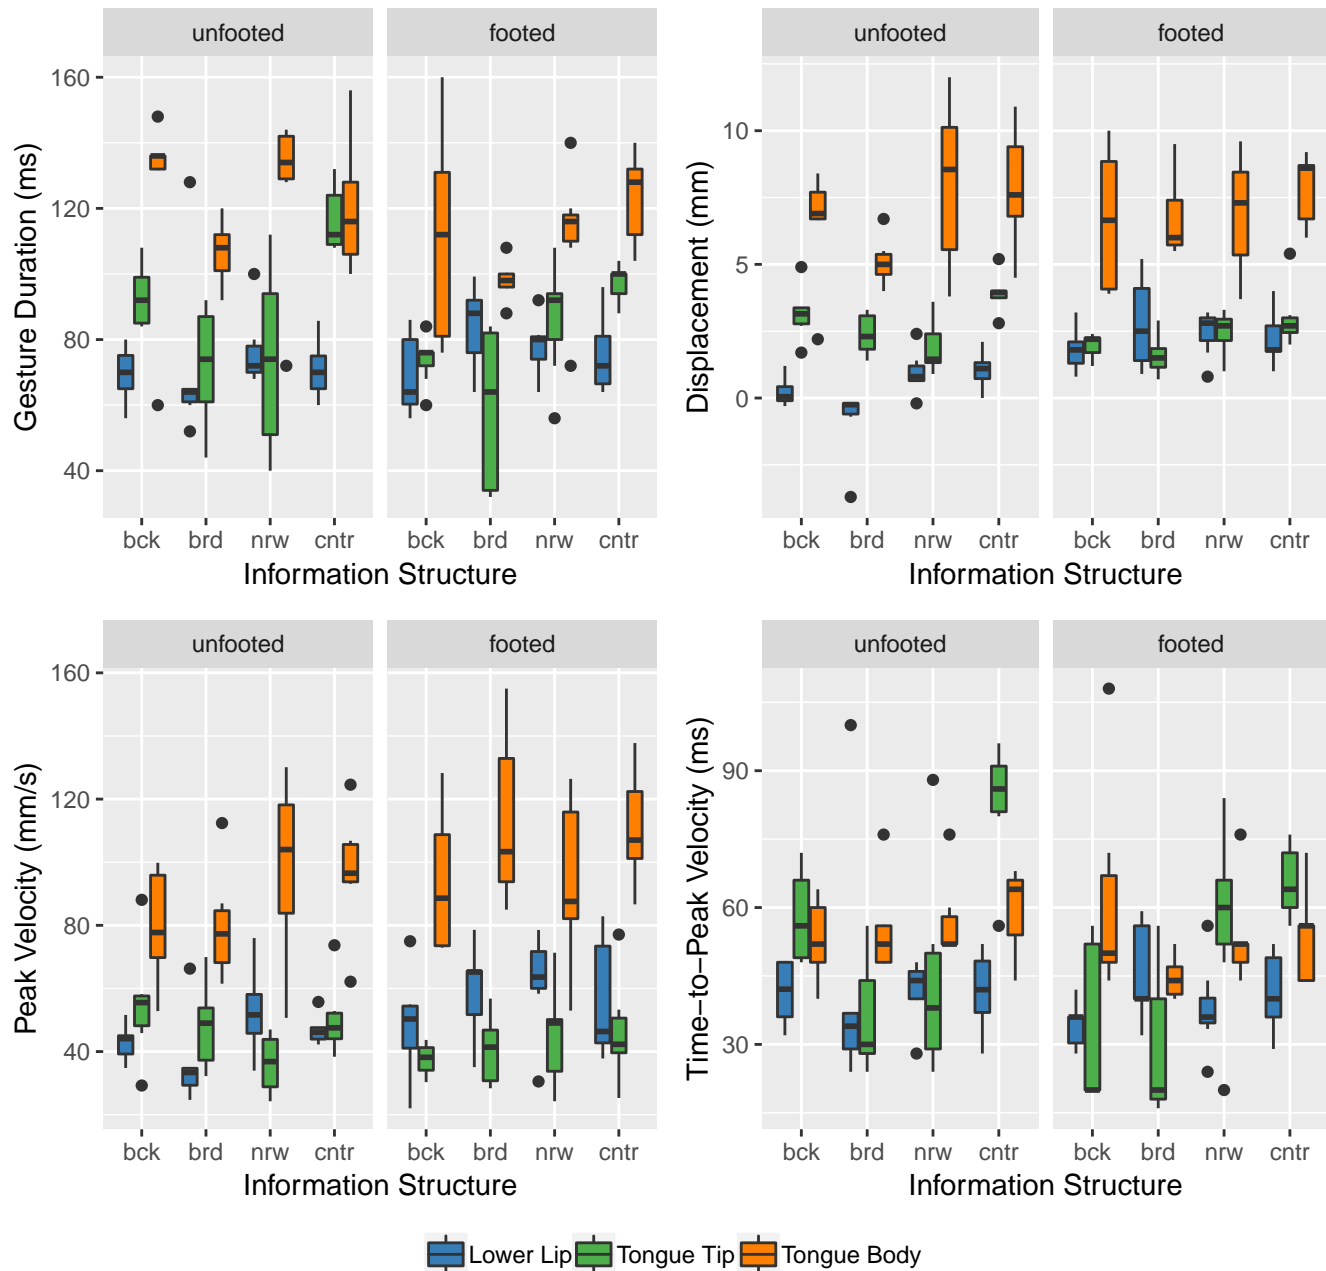 unfooted footed unfooted footed
Gesture Duration (ms)
160
120
80
40
bck brd nrw cntr bck brd nrw cntr
Information Structure
Displacement (mm)
10
5
0
bck brd nrw cntr bck brd nrw cntr
Information Structure
unfooted footed unfooted footed
Peak Velocity (mm/s)
160
120
80
40
bck brd nrw cntr bck brd nrw cntr
Information Structure
Time−to−Peak Velocity (ms)
90
60
30
bck brd nrw cntr bck brd nrw cntr
Information Structure
Lower Lip Tongue Tip Tongue Body